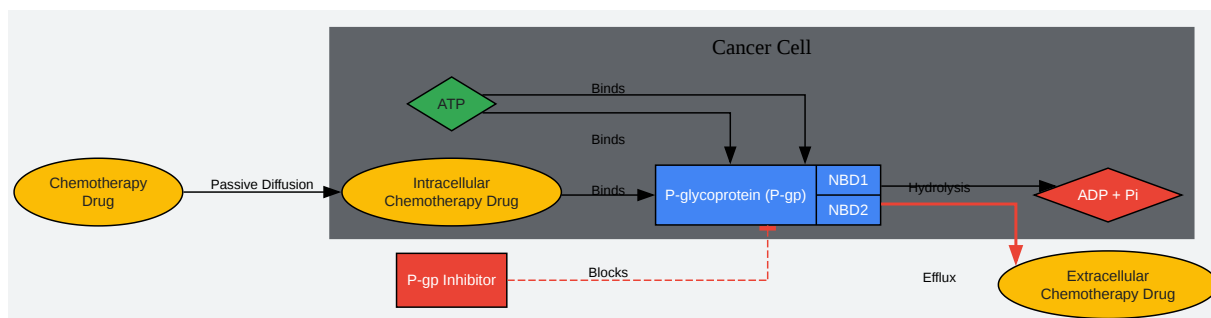 Cancer Cell
ATP
Binds
Binds
Chemotherapy
Drug
Passive Diffusion
Intracellular
Chemotherapy Drug
Binds
P-glycoprotein (P-gp)
NBD1
NBD2
Hydrolysis
ADP + Pi
P-gp Inhibitor
Blocks
Efflux
Extracellular
Chemotherapy Drug